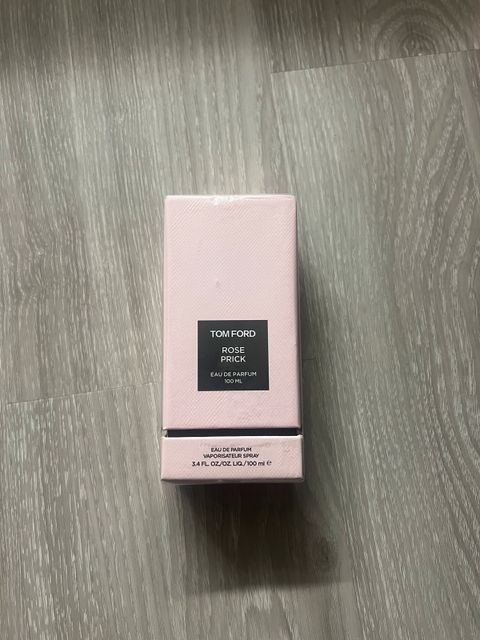 TOM FORD
ROSE
PRICK
EAU DE PARFUM
100 ML
EAU DE PARFUM
VAPORISATEUR SPRAY
3.4 FL. OZ./OZ. LIQ./100 ml ℮